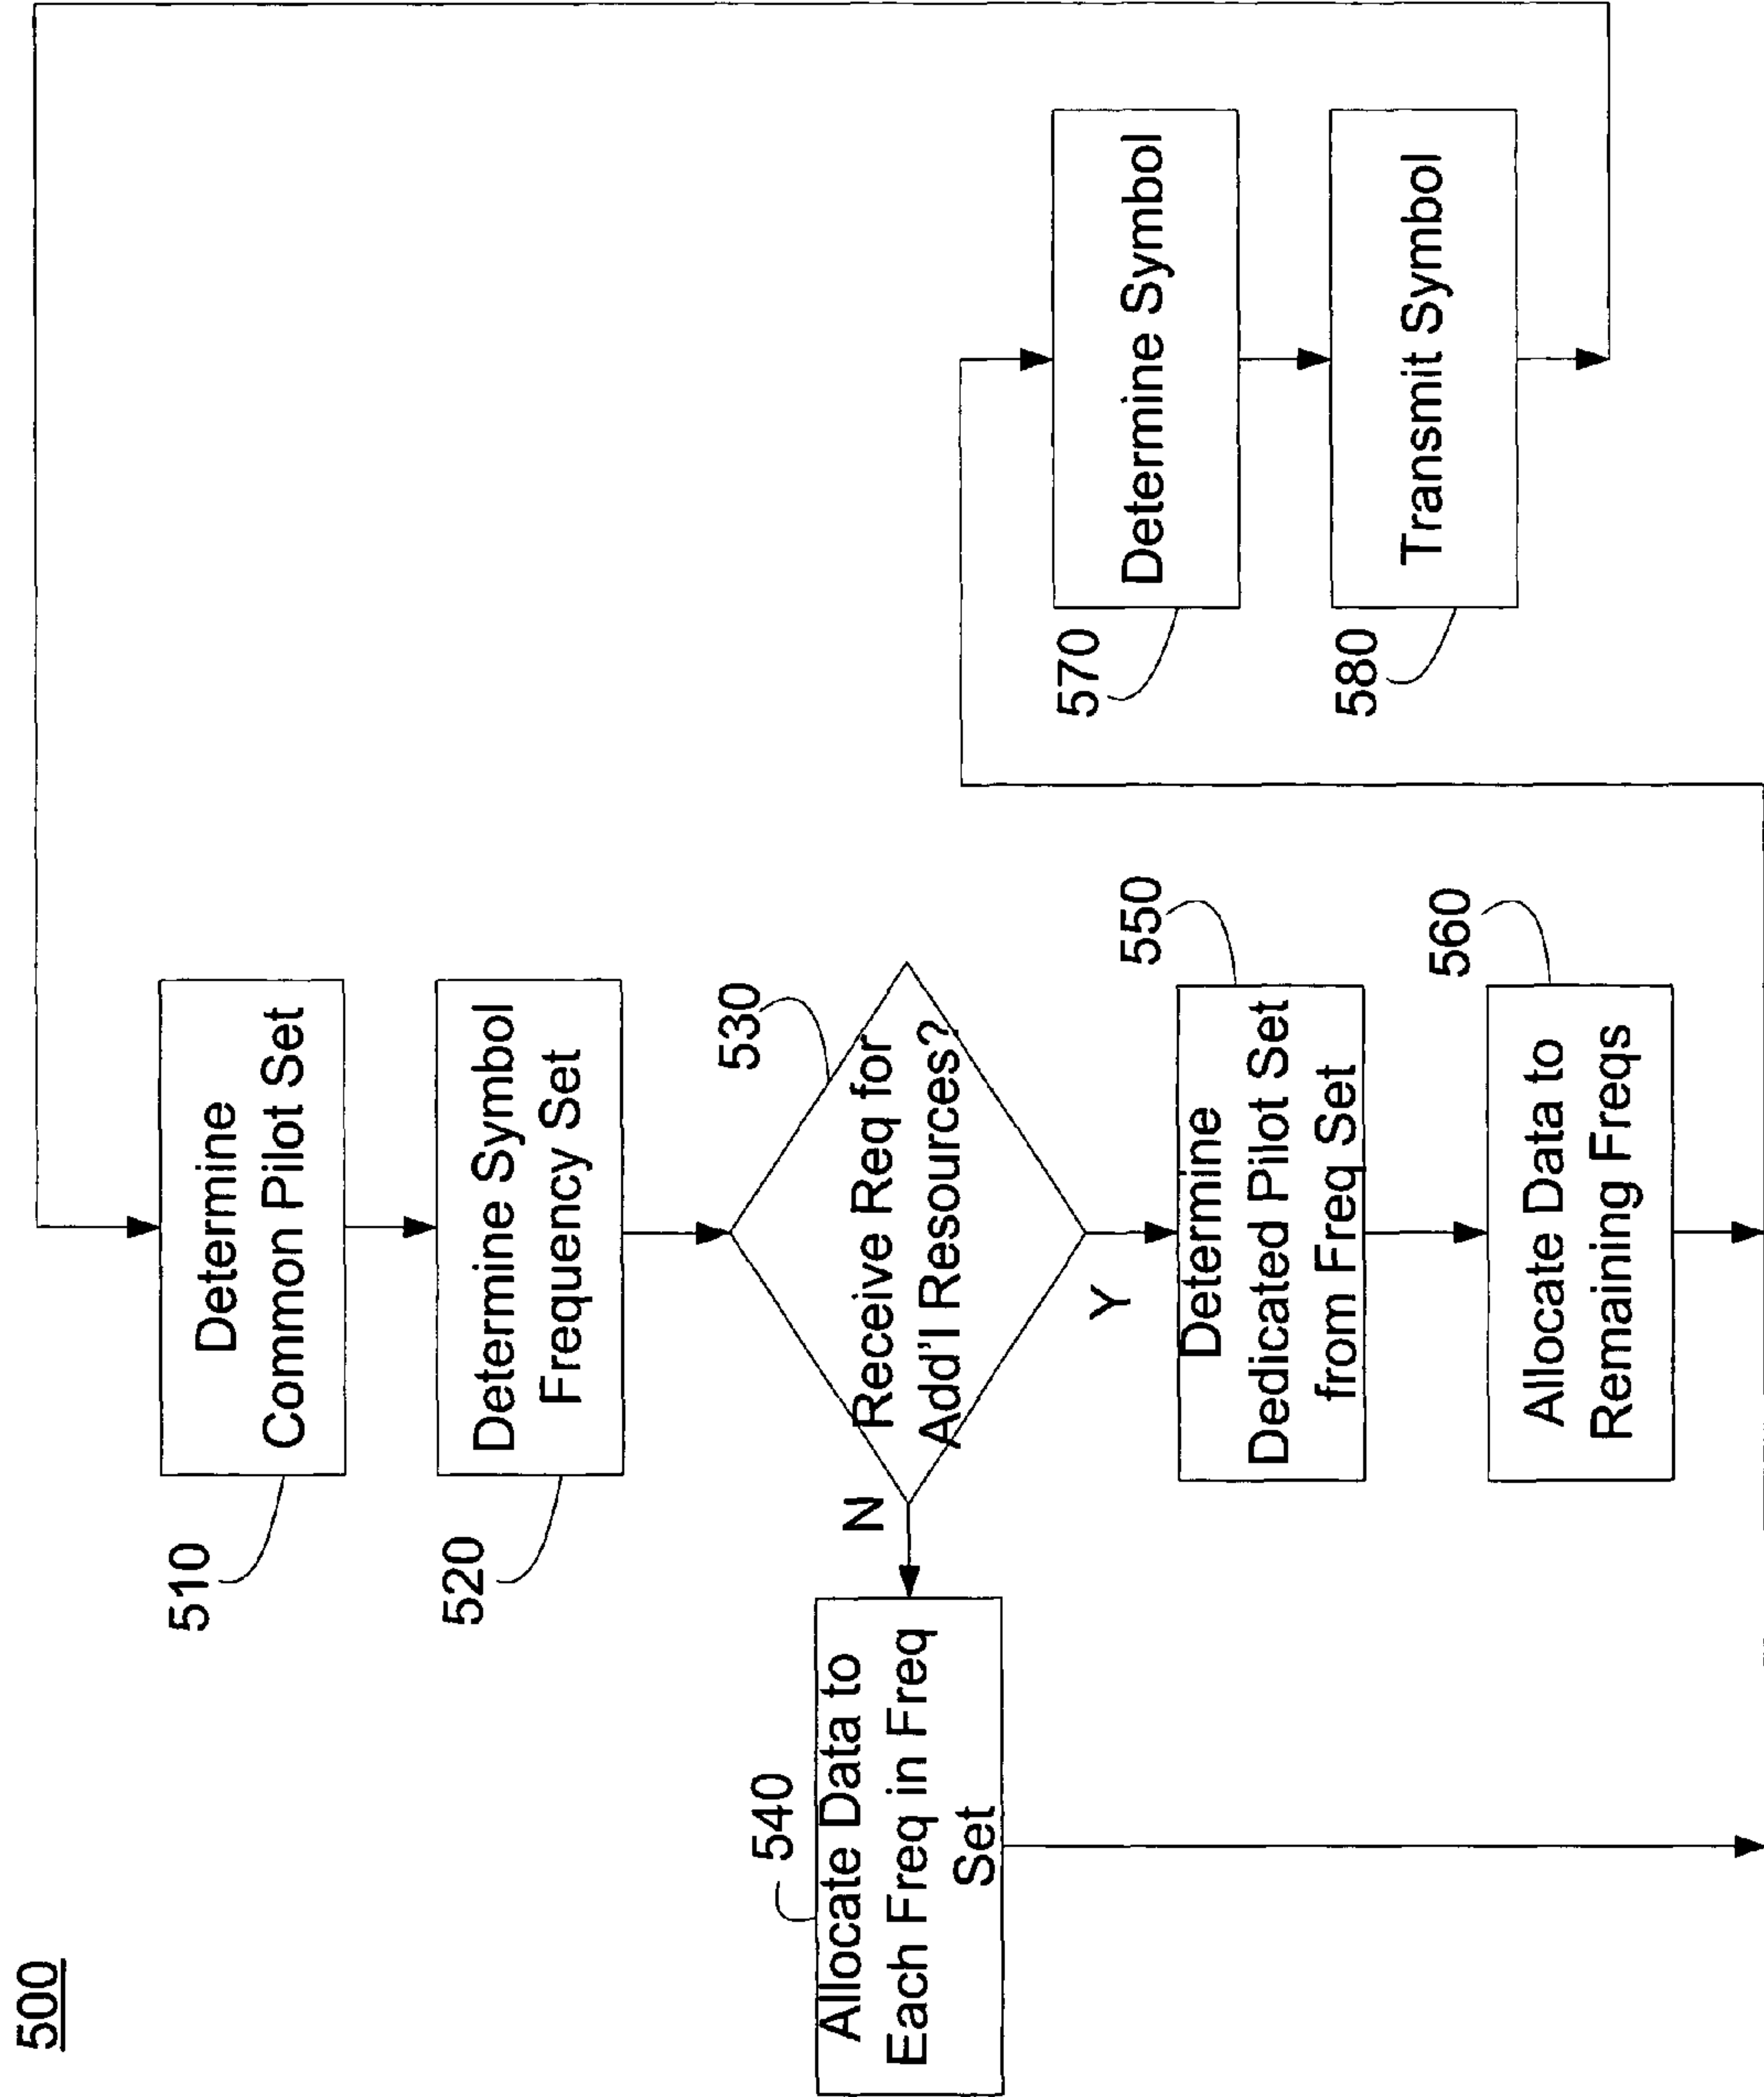 500
510
Determine
Common Pilot Set
520
Determine Symbol
Frequency Set
530
Receive Req for
Add'l Resources?
N
Y
540
Allocate Data to
Each Freq in Freq
Set
550
Determine
Dedicated Pilot Set
from Freq Set
560
Allocate Data to
Remaining Freqs
570
Determine Symbol
580
Transmit Symbol